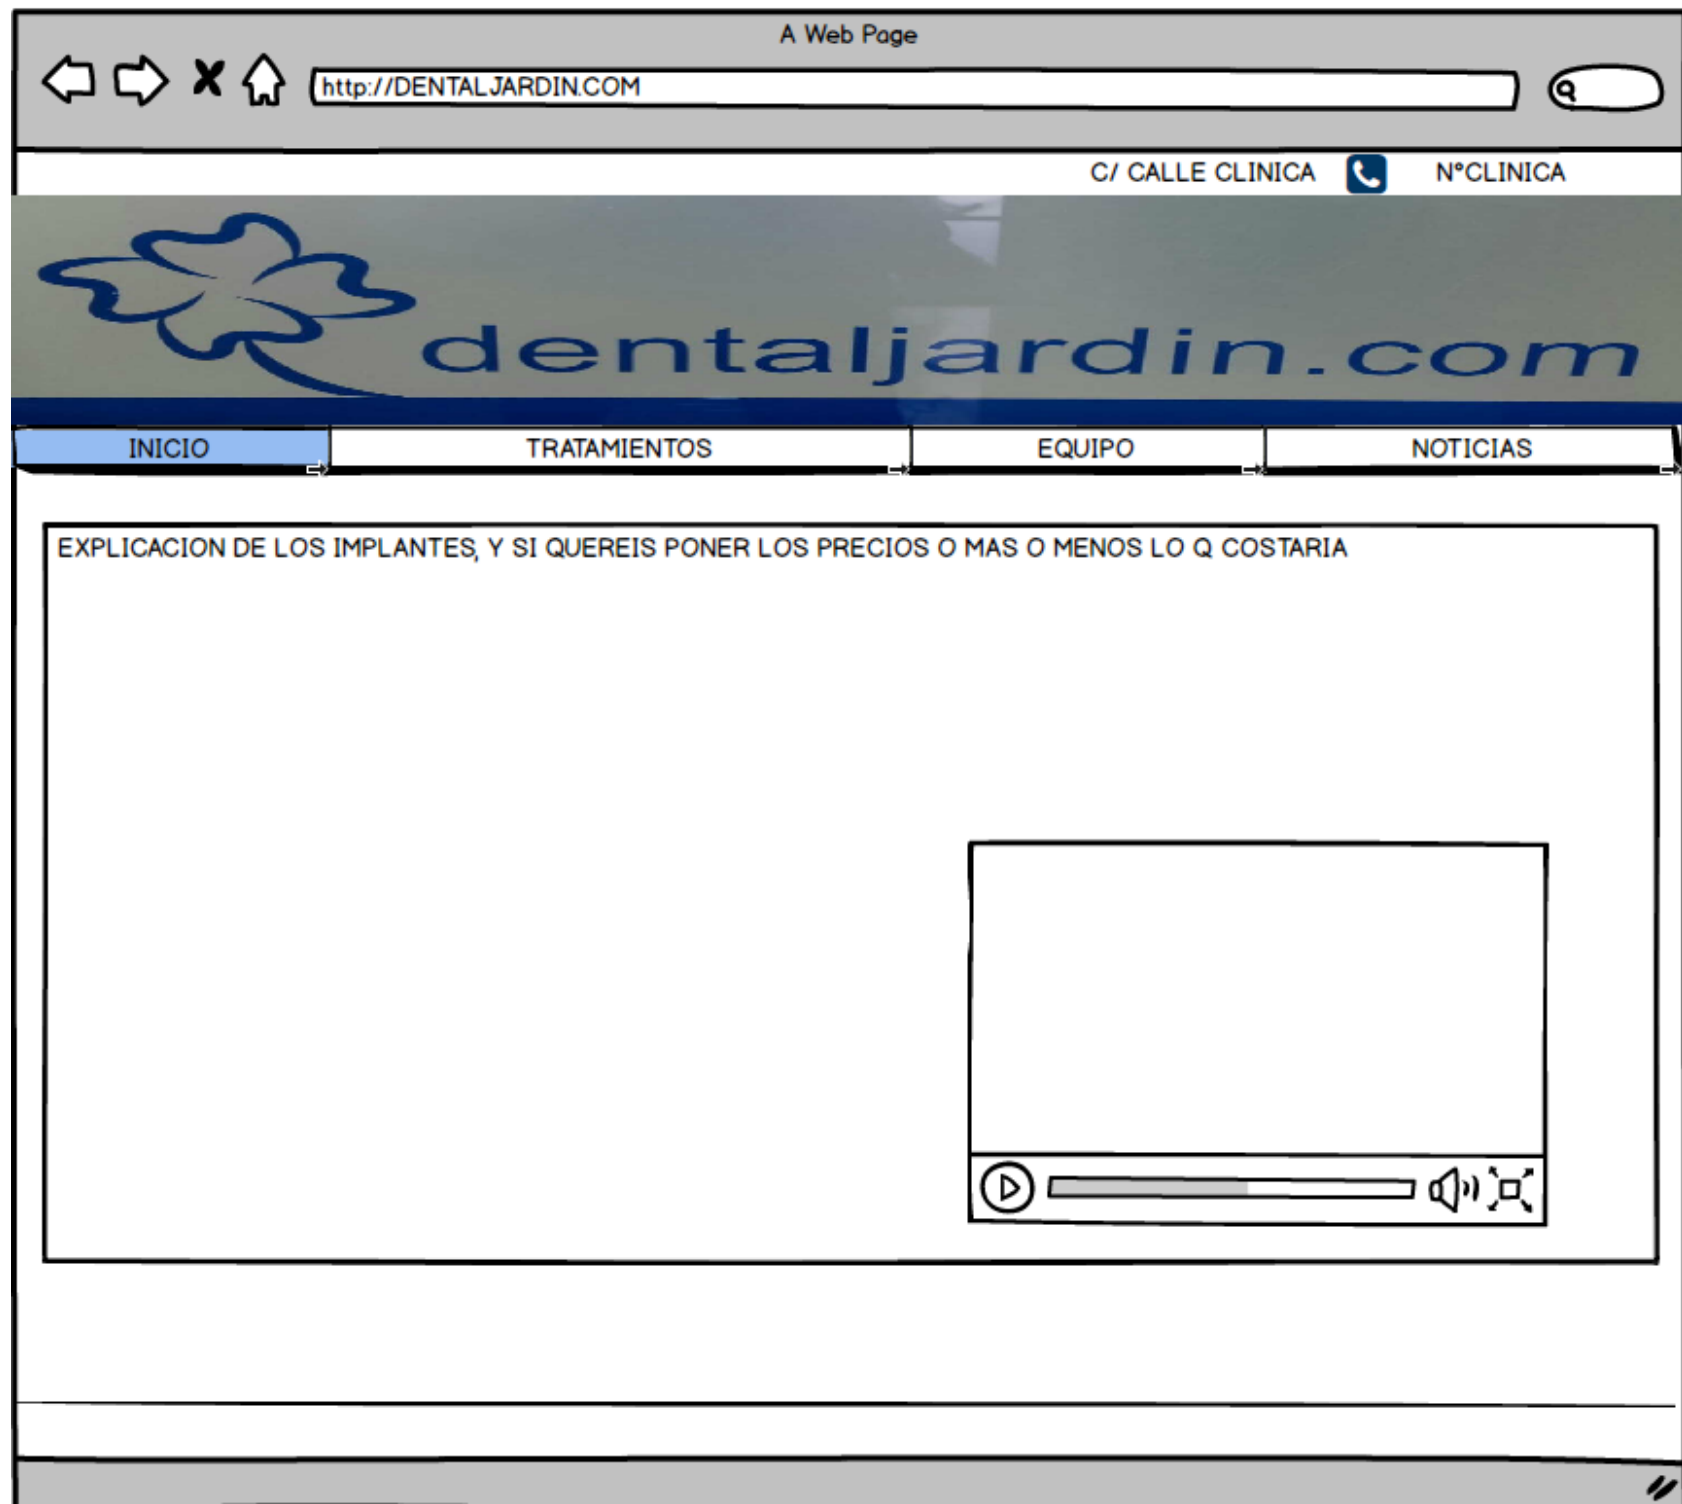 A Web Page
http://DENTALJARDIN.COM
C/ CALLE CLINICA N°CLINICA
dentaljardin.com
INICIO TRATAMIENTOS EQUIPO NOTICIAS
EXPLICACION DE LOS IMPLANTES, Y SI QUEREIS PONER LOS PRECIOS O MAS O MENOS LO Q COSTARIA